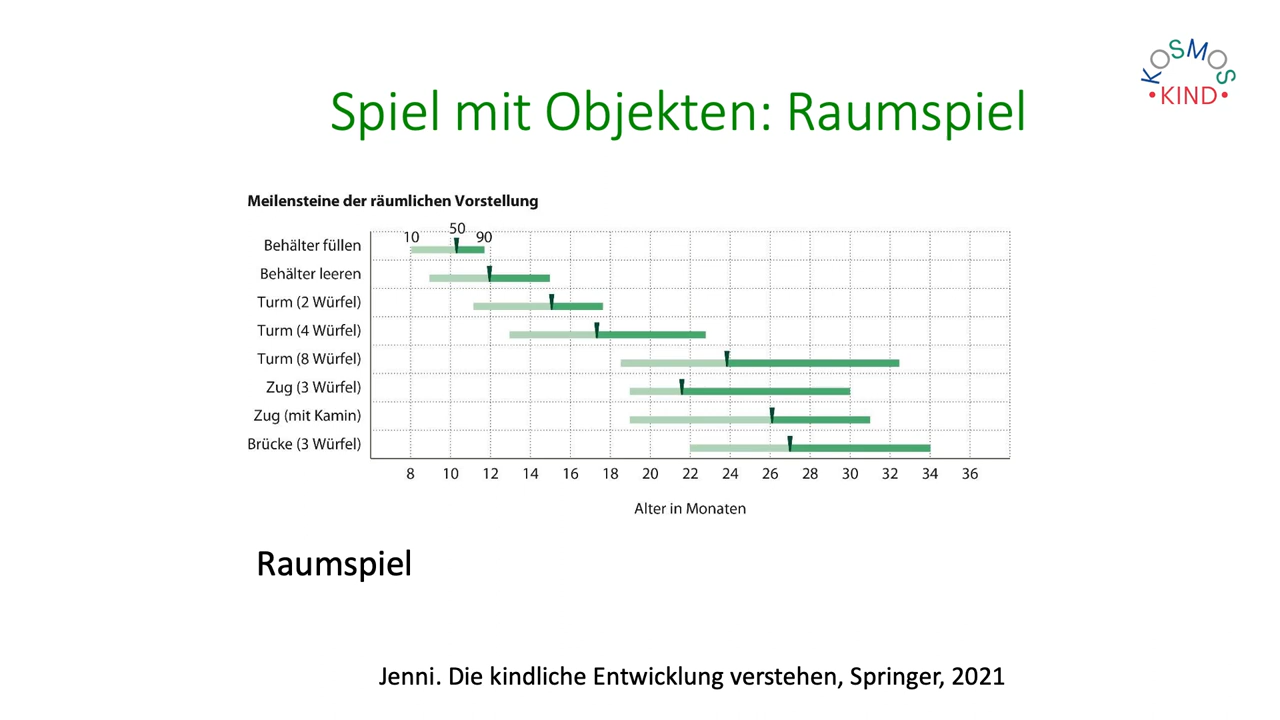 KOSMOS
•KIND•
Spiel mit Objekten: Raumspiel
Meilensteine der räumlichen Vorstellung
10 50 90
Behälter füllen
Behälter leeren
Turm (2 Würfel)
Turm (4 Würfel)
Turm (8 Würfel)
Zug (3 Würfel)
Zug (mit Kamin)
Brücke (3 Würfel)
8 10 12 14 16 18 20 22 24 26 28 30 32 34 36
Alter in Monaten
Raumspiel
Jenni. Die kindliche Entwicklung verstehen, Springer, 2021